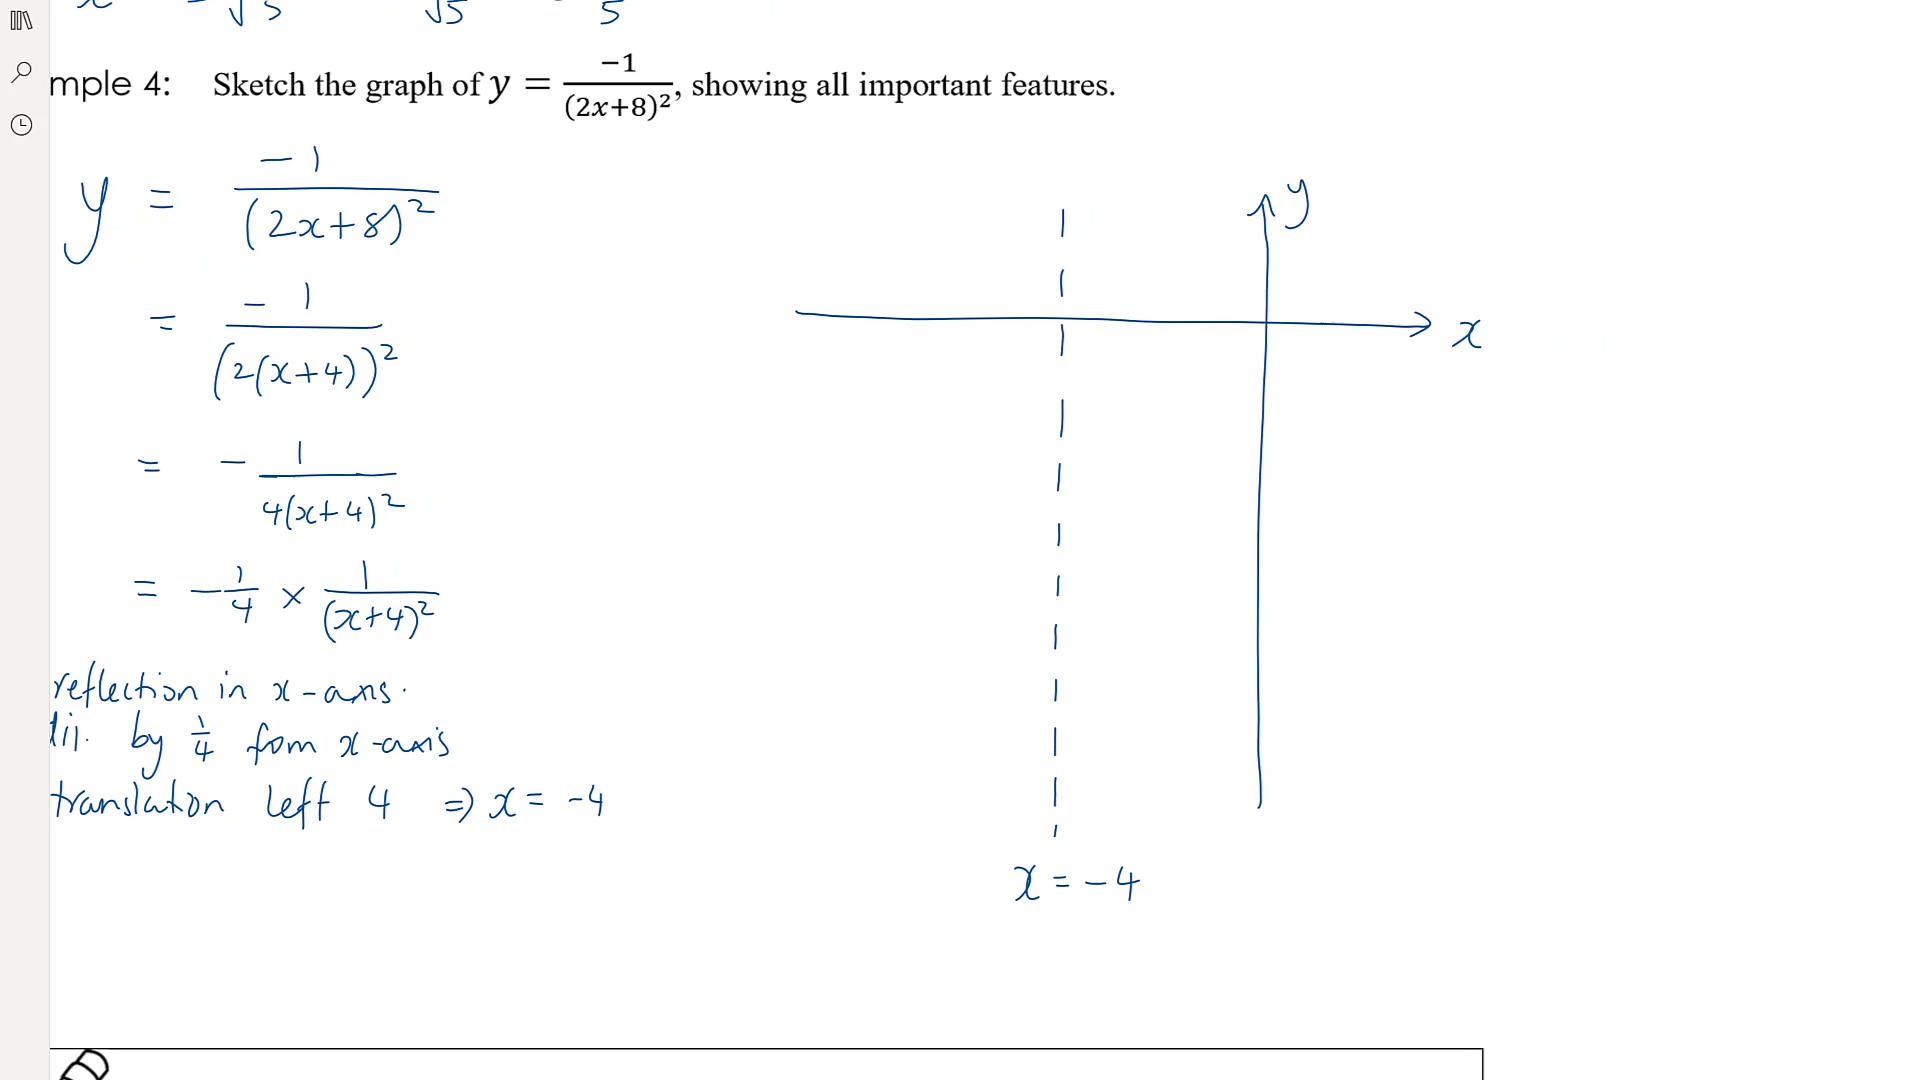 mple 4: Sketch the graph of y = −1/(2x+8)², showing all important features.
y = −1/(2x+8)²
= −1/(2(x+4))²
= − 1/4(x+4)²
= −1/4 × 1/(x+4)²
reflection in x-axis.
by 1/4 from x-axis
translation left 4 ⇒ x = −4
y
x
x = −4